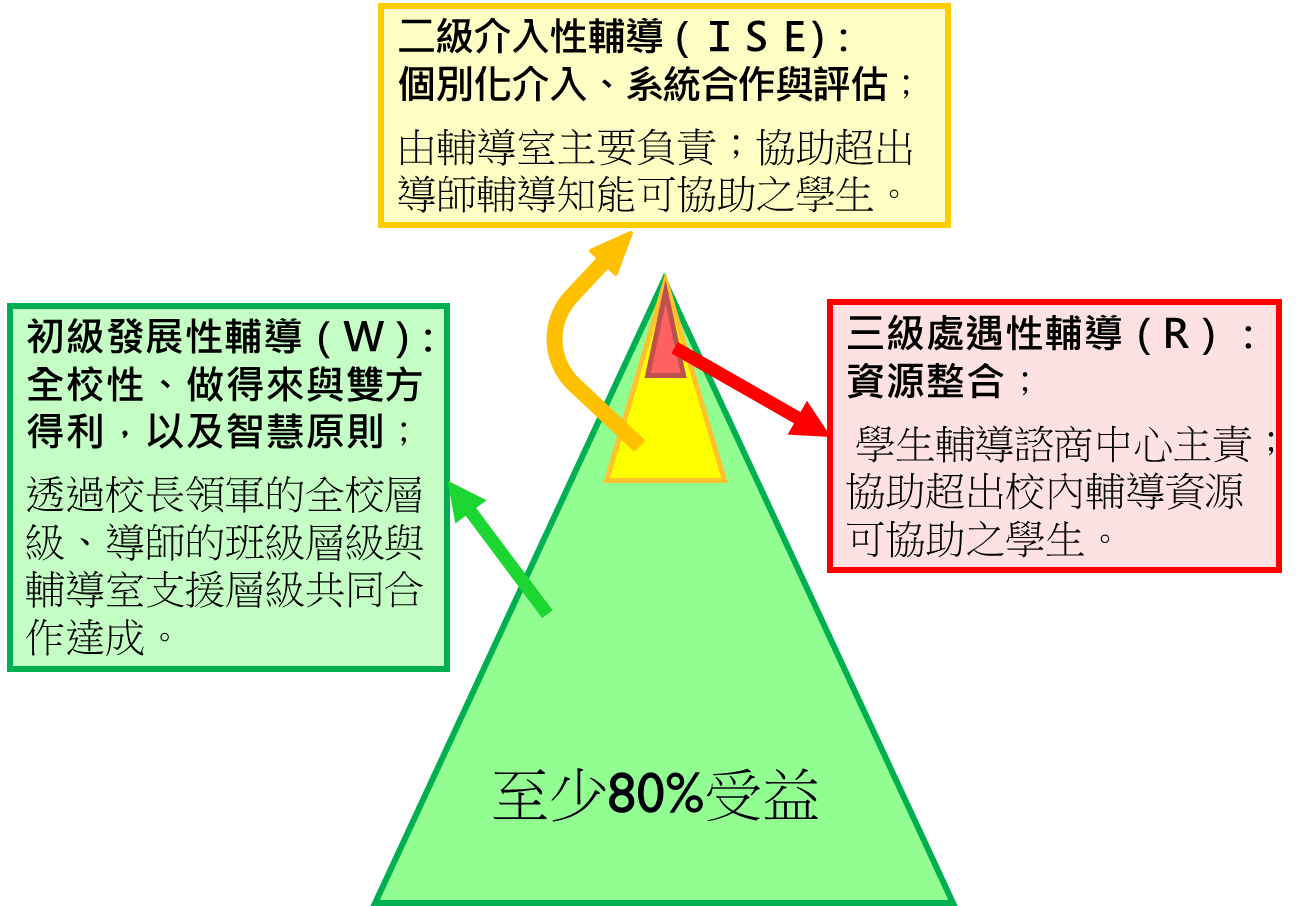 二級介入性輔導(ＩＳＥ)：
個別化介入、系統合作與評估；
由輔導室主要負責；協助超出
導師輔導知能可協助之學生。
初級發展性輔導(Ｗ)：
全校性、做得來與雙方
得利，以及智慧原則；
透過校長領軍的全校層
級、導師的班級層級與
輔導室支援層級共同合
作達成。
三級處遇性輔導(Ｒ)：
資源整合；
學生輔導諮商中心主責；
協助超出校內輔導資源
可協助之學生。
至少80%受益